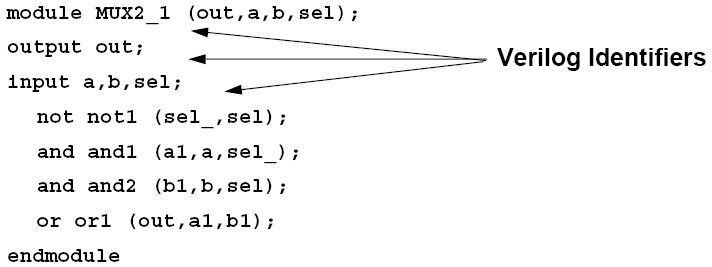 module MUX2_1 (out,a,b,sel);
output out;
Verilog Identifiers
input a,b,sel;
not not1 (sel_,sel);
and and1 (a1,a,sel_);
and and2 (b1,b,sel);
or or1 (out,a1,b1);
endmodule